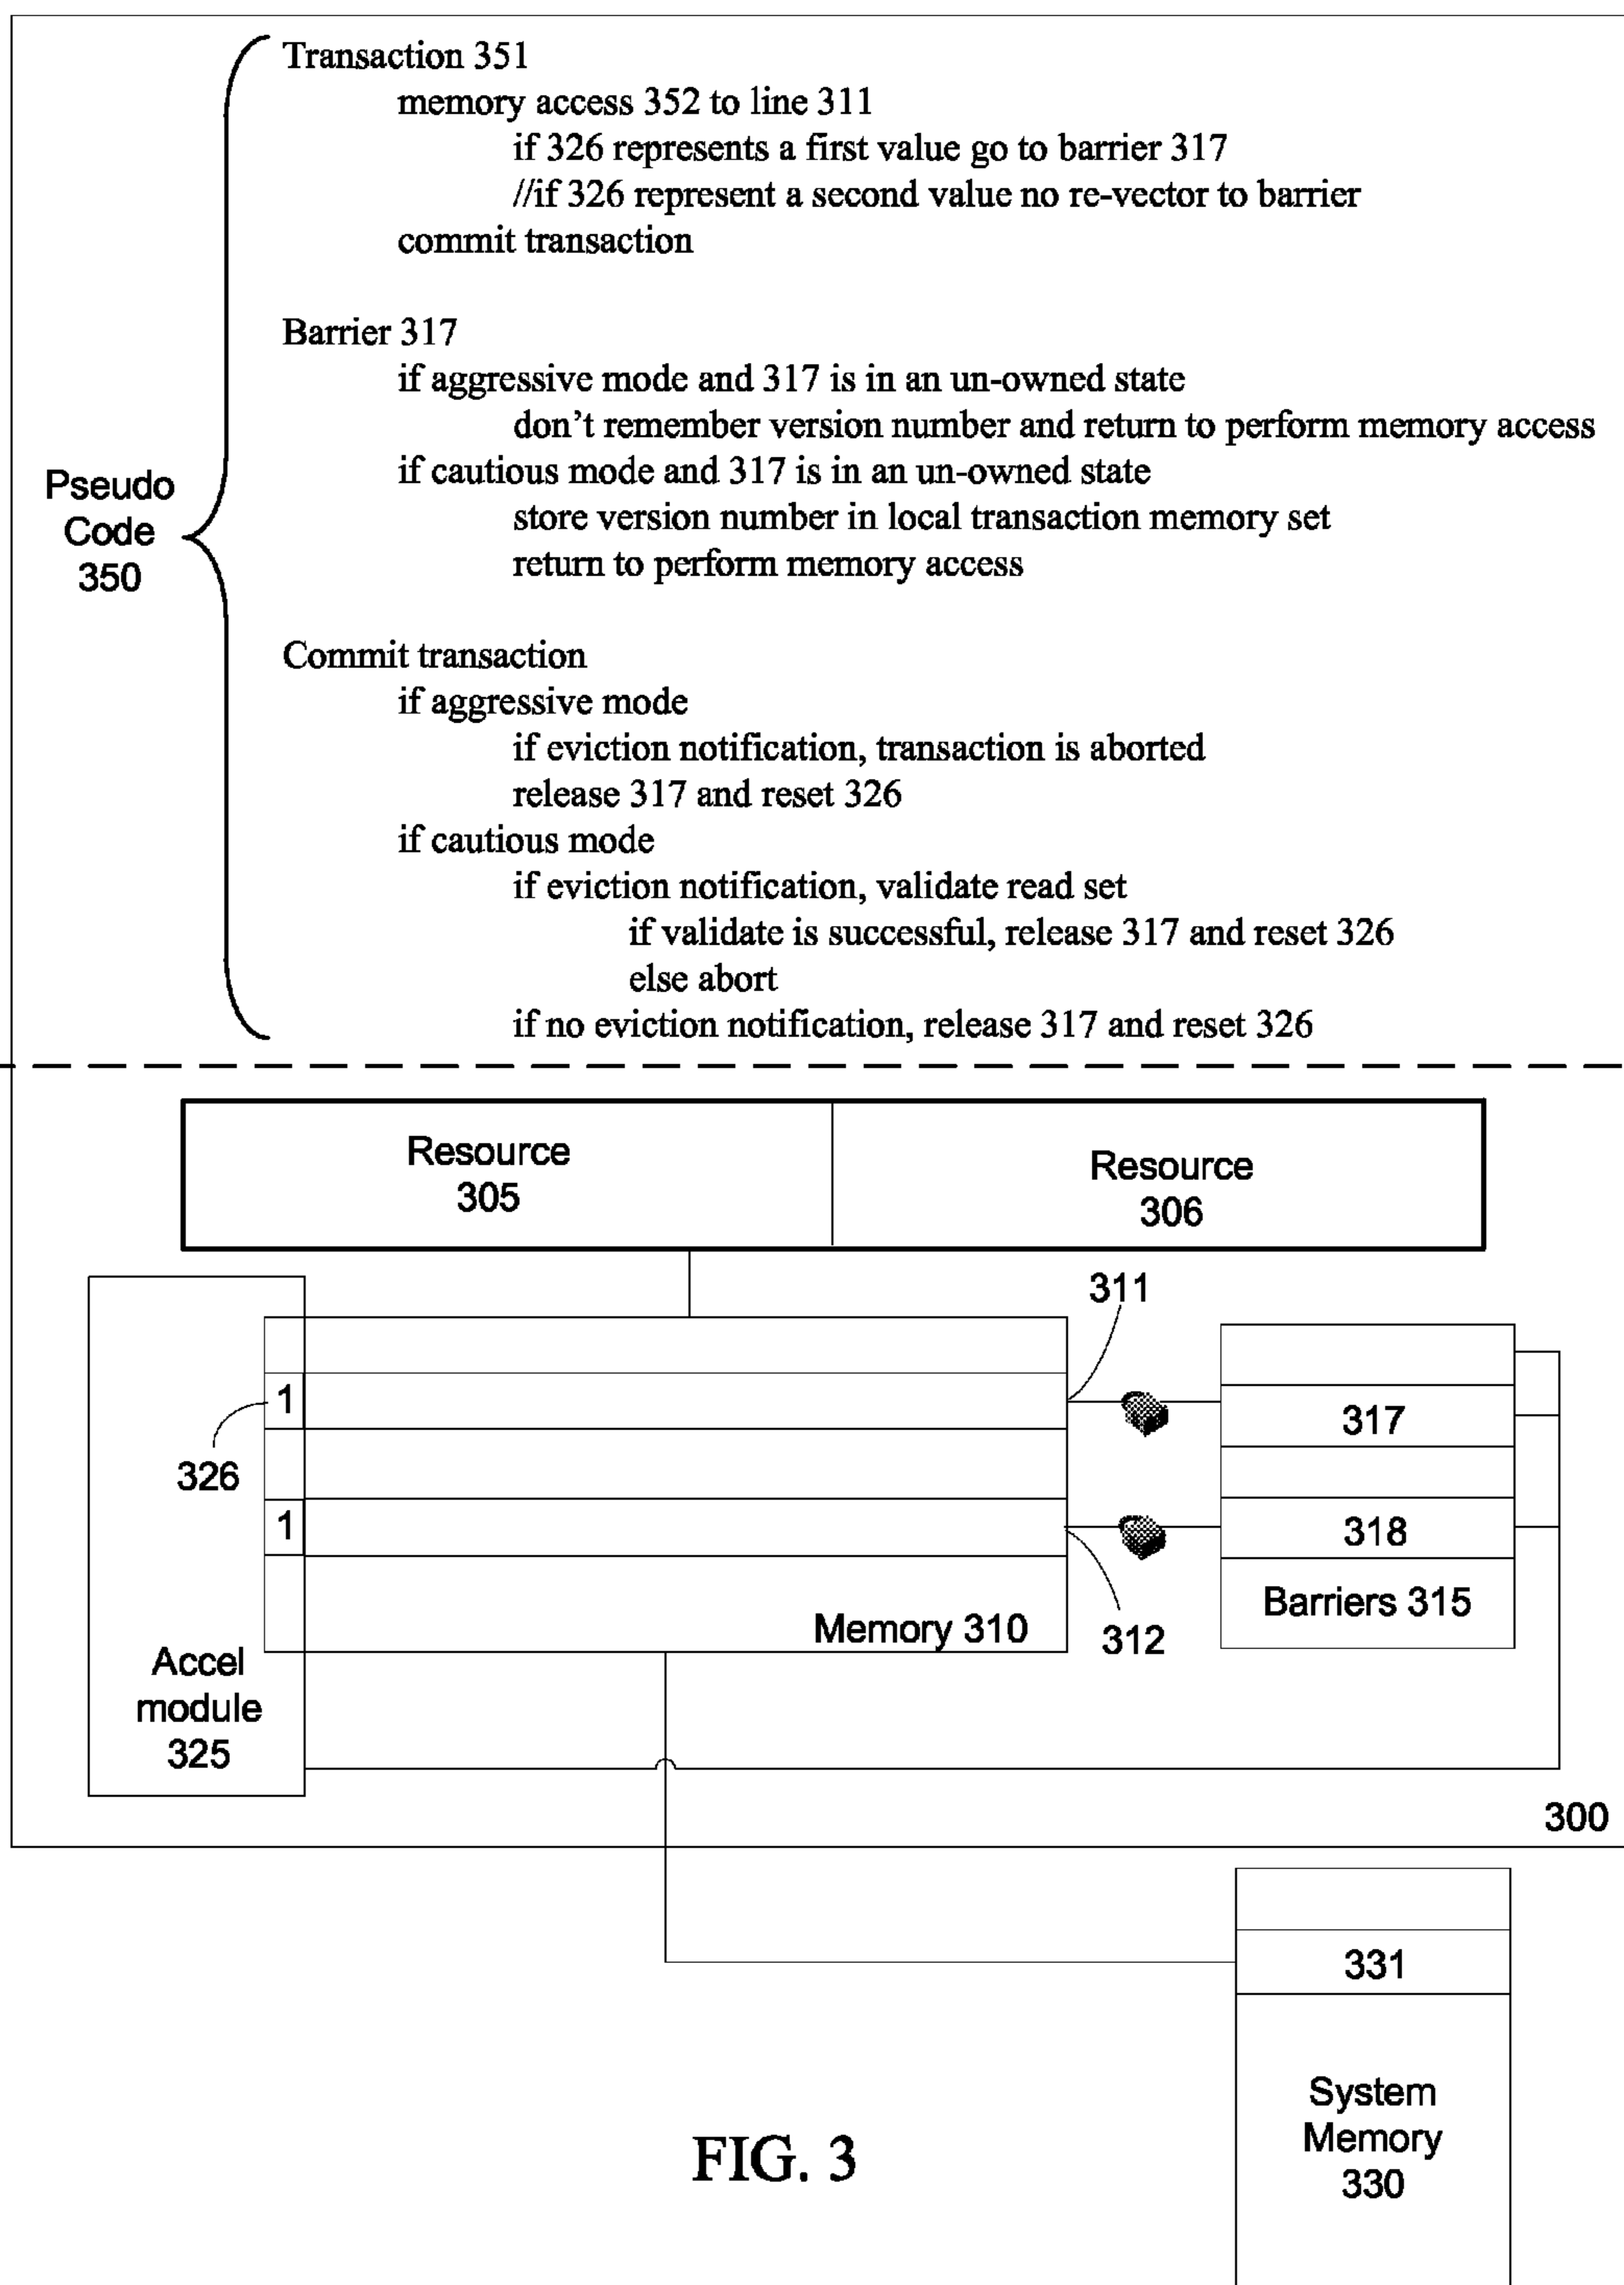 Transaction 351
memory access 352 to line 311
if 326 represents a first value go to barrier 317
//if 326 represent a second value no re-vector to barrier
commit transaction
Barrier 317
if aggressive mode and 317 is in an un-owned state
don't remember version number and return to perform memory access
if cautious mode and 317 is in an un-owned state
store version number in local transaction memory set
return to perform memory access
Pseudo
Code
350
Commit transaction
if aggressive mode
if eviction notification, transaction is aborted
release 317 and reset 326
if cautious mode
if eviction notification, validate read set
if validate is successful, release 317 and reset 326
else abort
if no eviction notification, release 317 and reset 326
Resource
305
Resource
306
311
1
317
326
1
318
Barriers 315
Memory 310
312
Accel
module
325
300
331
System
Memory
330
FIG. 3